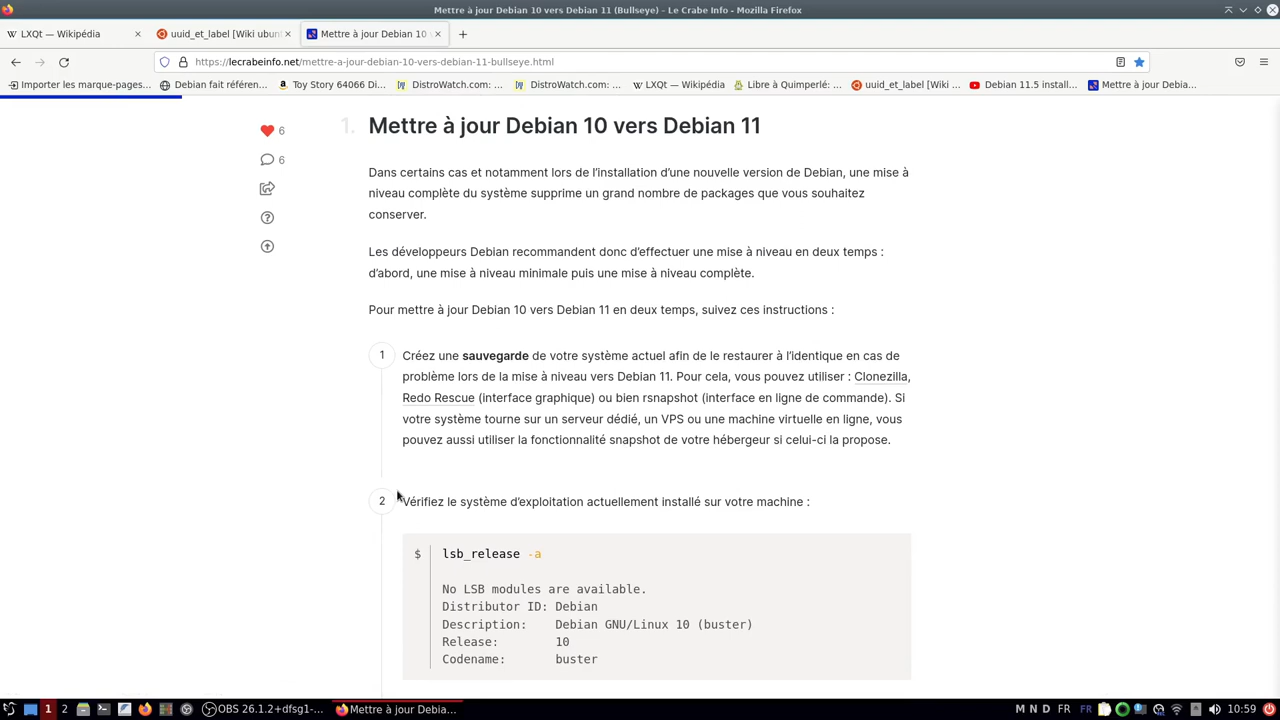 Mettre à jour Debian 10 vers Debian 11 (Bullseye) - Le Crabe Info - Mozilla Firefox
LXQt — Wikipédia
uuid_et_label [Wiki ubun
Mettre à jour Debian 10
https://lecrabeinfo.net/mettre-a-jour-debian-10-vers-debian-11-bullseye.html
Importer les marque-pages...
Debian fait référen...
Toy Story 64066 Di...
DistroWatch.com: ...
DistroWatch.com: ...
LXQt — Wikipédia
Libre à Quimperlé: ...
uuid_et_label [Wiki ...
Debian 11.5 install...
Mettre à jour Debia...
6
6
1. Mettre à jour Debian 10 vers Debian 11
Dans certains cas et notamment lors de l’installation d’une nouvelle version de Debian, une mise à
niveau complète du système supprime un grand nombre de packages que vous souhaitez
conserver.
Les développeurs Debian recommandent donc d’effectuer une mise à niveau en deux temps :
d’abord, une mise à niveau minimale puis une mise à niveau complète.
Pour mettre à jour Debian 10 vers Debian 11 en deux temps, suivez ces instructions :
1
Créez une sauvegarde de votre système actuel afin de le restaurer à l’identique en cas de
problème lors de la mise à niveau vers Debian 11. Pour cela, vous pouvez utiliser : Clonezilla,
Redo Rescue (interface graphique) ou bien rsnapshot (interface en ligne de commande). Si
votre système tourne sur un serveur dédié, un VPS ou une machine virtuelle en ligne, vous
pouvez aussi utiliser la fonctionnalité snapshot de votre hébergeur si celui-ci la propose.
2
Vérifiez le système d’exploitation actuellement installé sur votre machine :
$ lsb_release -a
No LSB modules are available.
Distributor ID: Debian
Description: Debian GNU/Linux 10 (buster)
Release: 10
Codename: buster
1 2 OBS 26.1.2+dfsg1-... Mettre à jour Debia... M N D FR FR 10:59